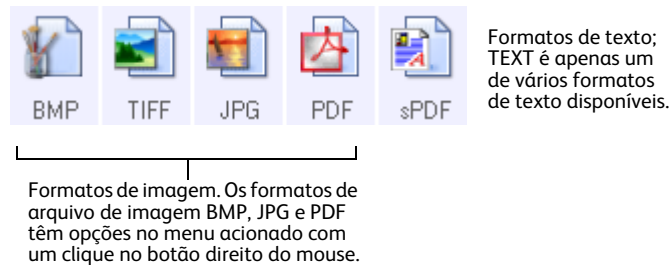 BMP TIFF JPG PDF sPDF
Formatos de texto;
TEXT é apenas um
de vários formatos
de texto disponíveis.
Formatos de imagem. Os formatos de
arquivo de imagem BMP, JPG e PDF
têm opções no menu acionado com
um clique no botão direito do mouse.